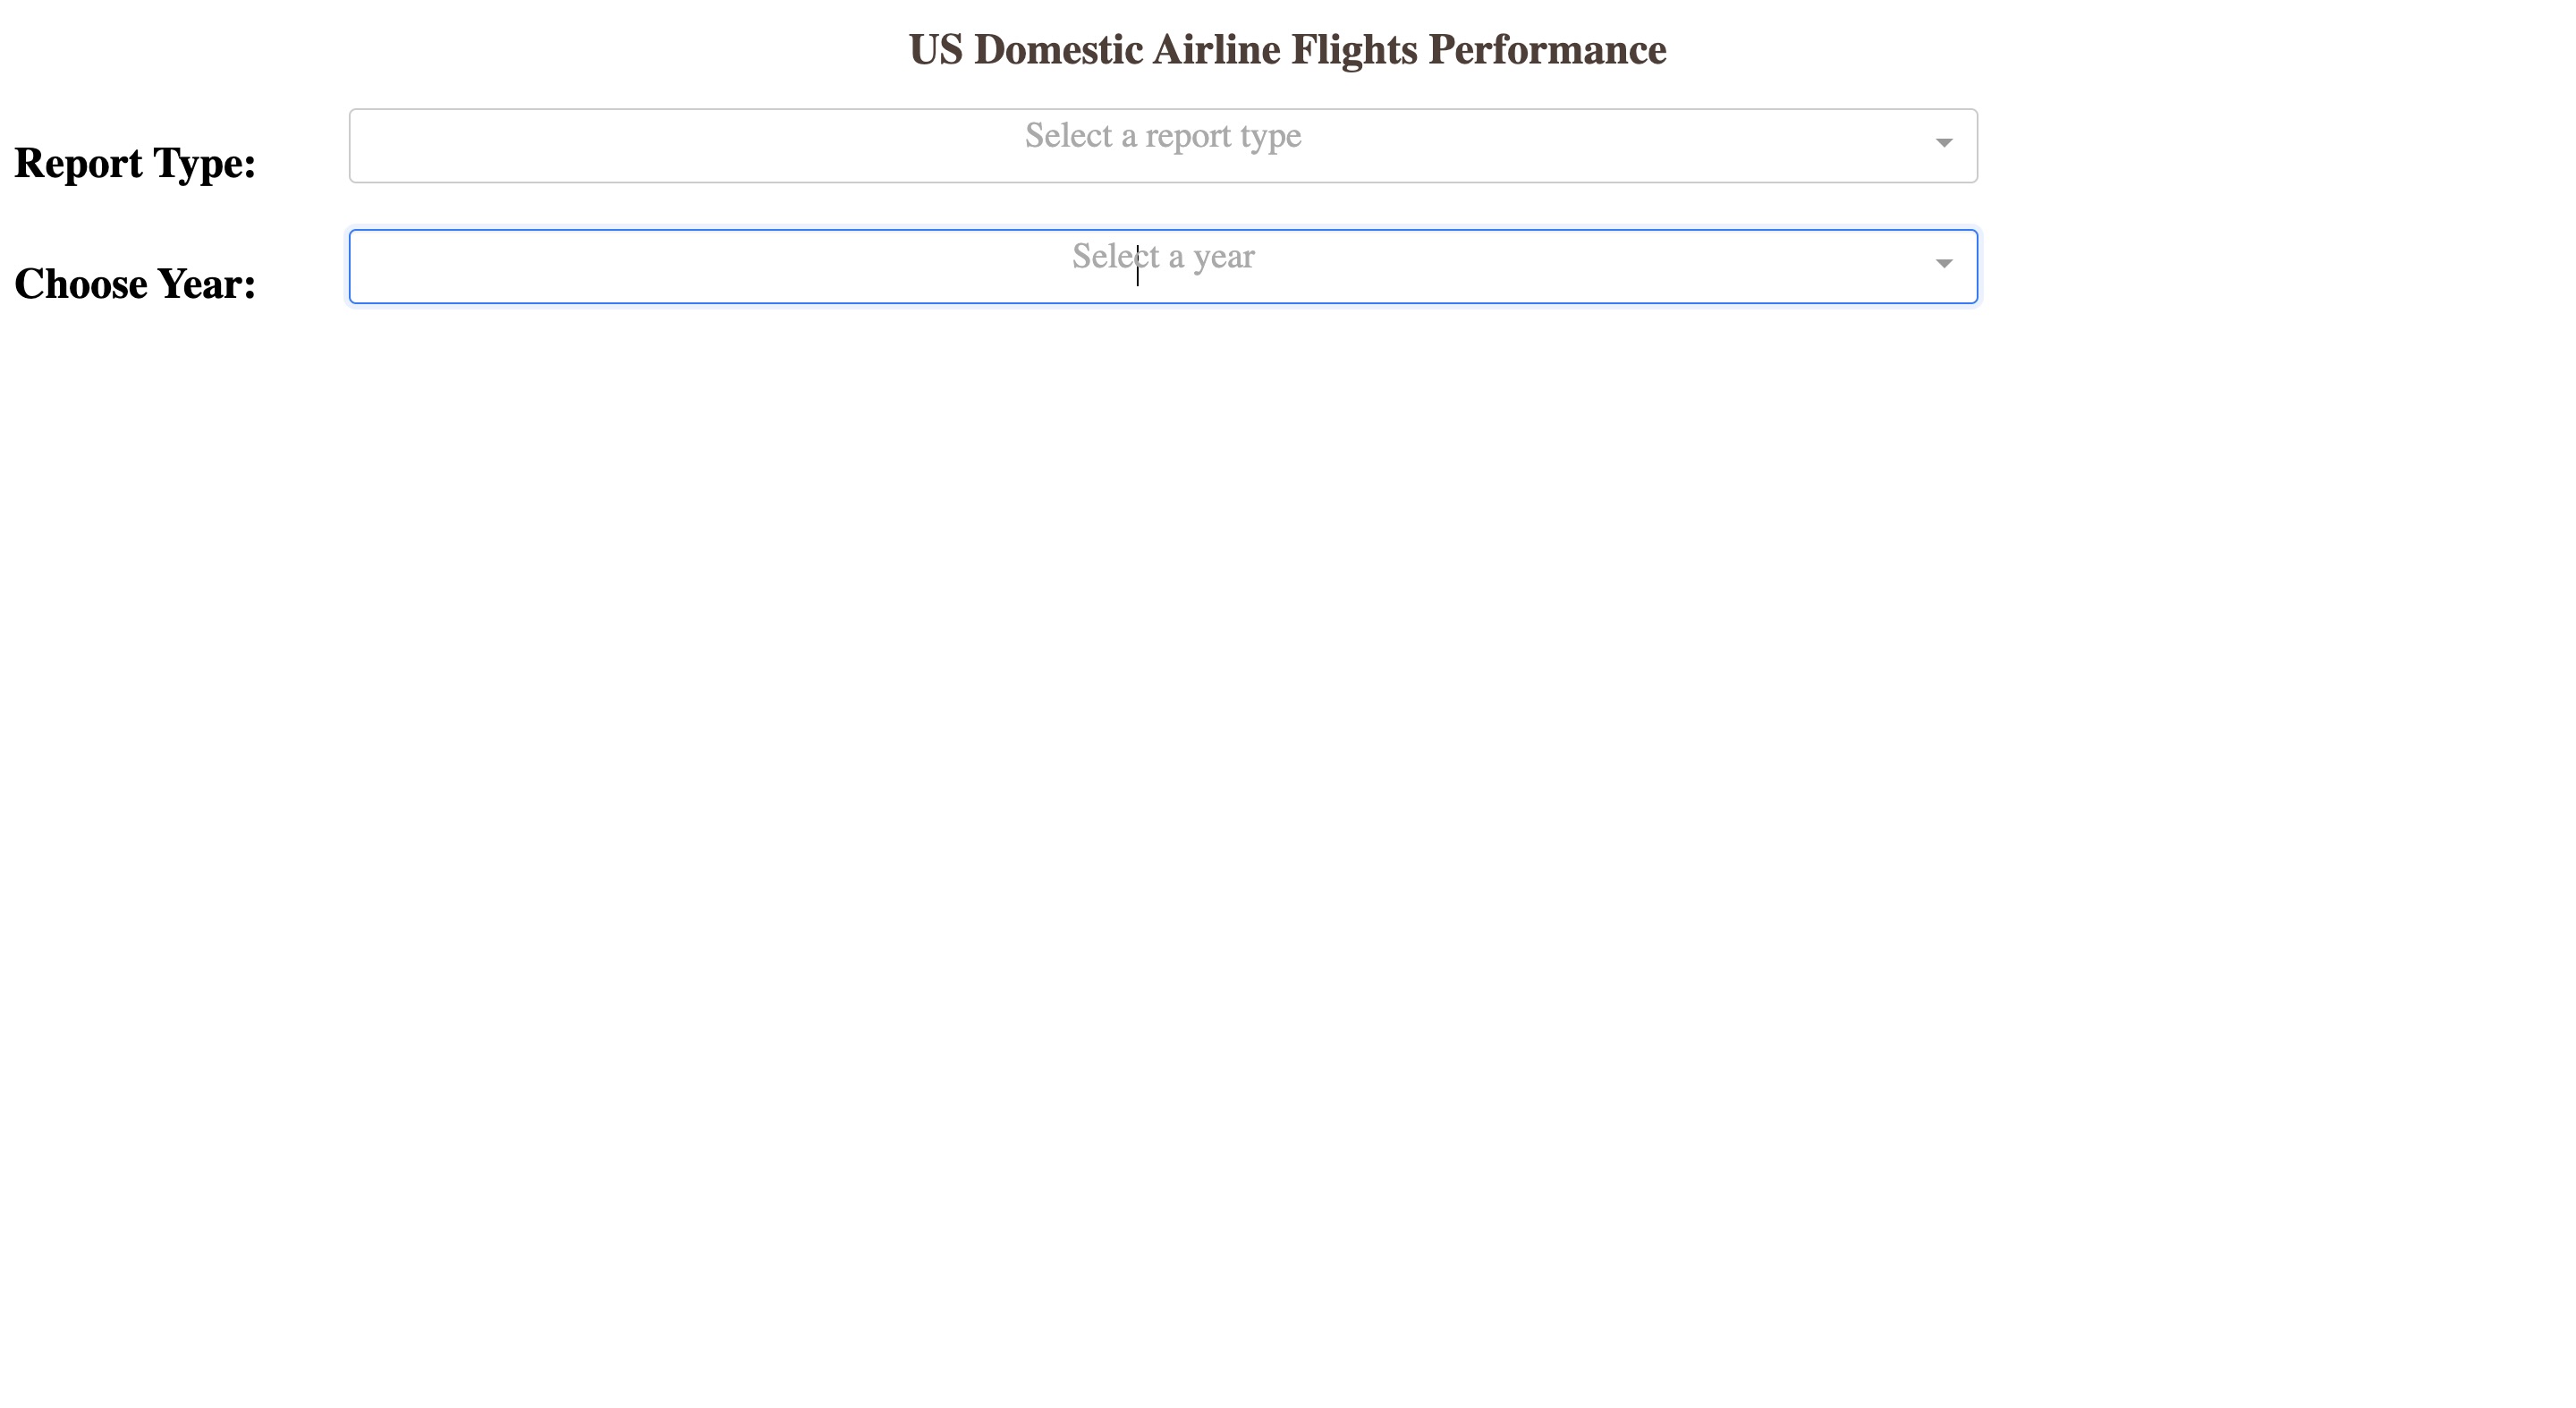 US Domestic Airline Flights Performance
Report Type:
Select a report type
Choose Year:
Select a year